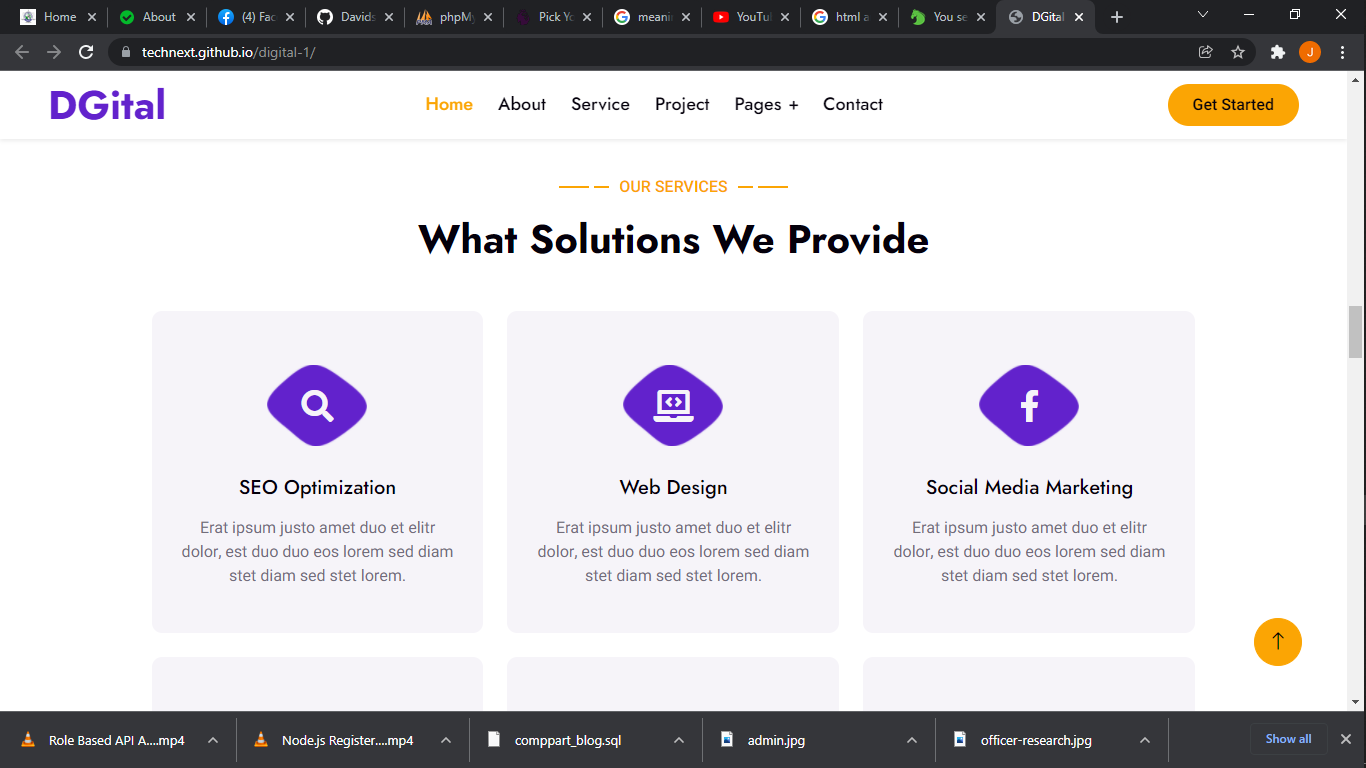 Home
About
(4) Fac
Davids
phpMy
Pick Yo
meani
YouTu
html a
You se
DGital
technext.github.io/digital-1/
J
DGital
Home About Service Project Pages + Contact
Get Started
OUR SERVICES
What Solutions We Provide
SEO Optimization
Erat ipsum justo amet duo et elitr
dolor, est duo duo eos lorem sed diam
stet diam sed stet lorem.
Web Design
Erat ipsum justo amet duo et elitr
dolor, est duo duo eos lorem sed diam
stet diam sed stet lorem.
Social Media Marketing
Erat ipsum justo amet duo et elitr
dolor, est duo duo eos lorem sed diam
stet diam sed stet lorem.
Role Based API A....mp4
Node.js Register....mp4
comppart_blog.sql
admin.jpg
officer-research.jpg
Show all